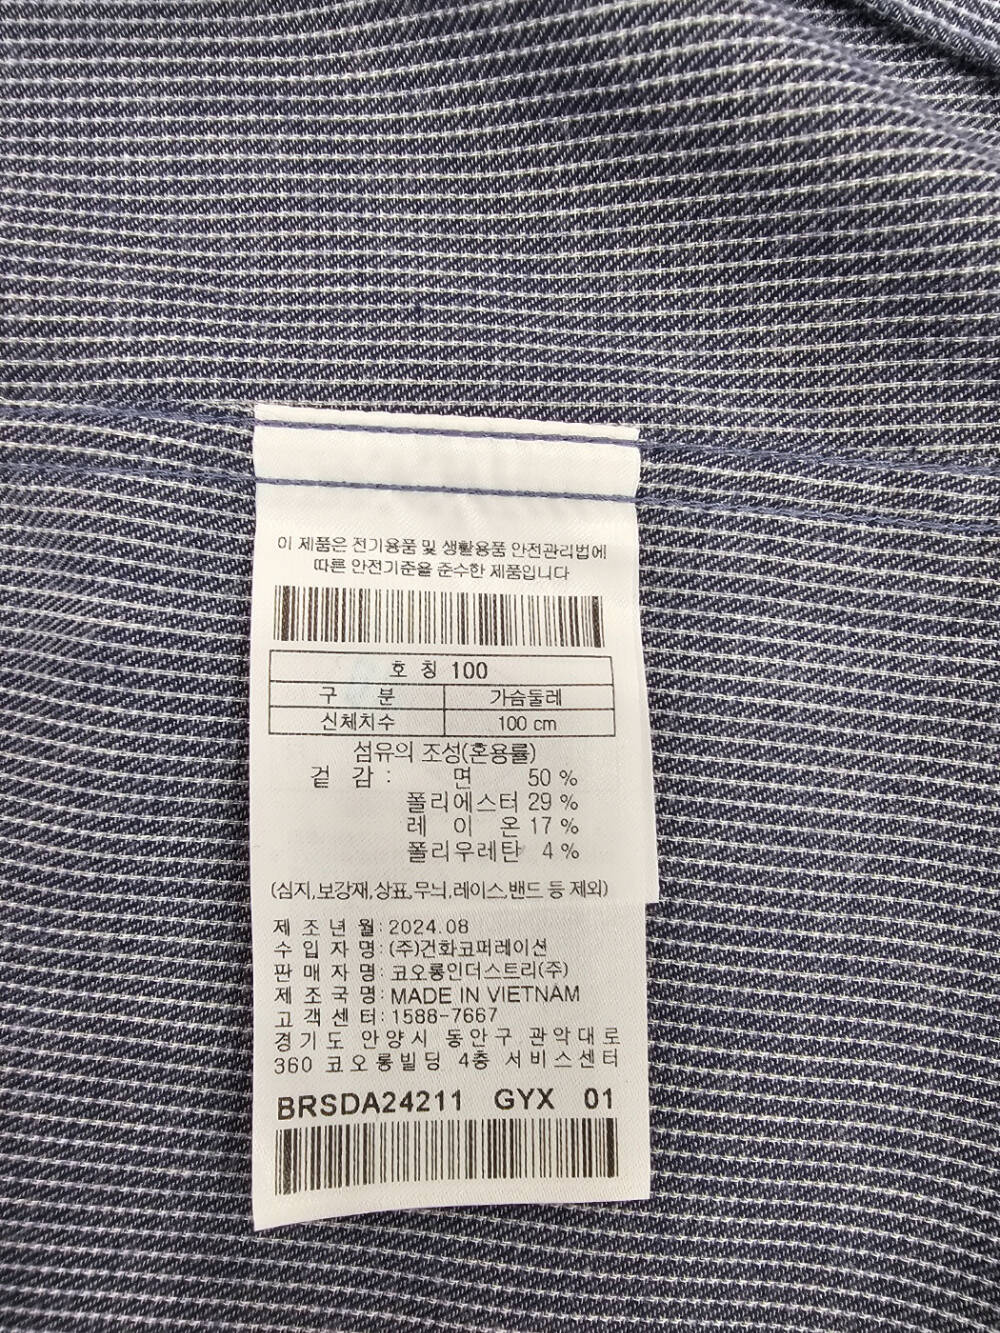 이 제품은 전기용품 및 생활용품 안전관리법에
따른 안전기준을 준수한 제품입니다
호 칭 100
구 분 가슴둘레
신체치수 100 cm
섬유의 조성(혼용률)
겉 감 : 면 50 %
폴리에스터 29 %
레 이 온 17 %
폴리우레탄 4 %
(심지,보강재,상표,무늬,레이스,밴드 등 제외)
제 조 년 월: 2024.08
수 입 자 명: (주)건화코퍼레이션
판 매 자 명: 코오롱인더스트리(주)
제 조 국 명: MADE IN VIETNAM
고 객 센 터: 1588-7667
경기도 안양시 동안구 관악대로
360 코오롱빌딩 4층 서비스센터
BRSDA24211 GYX 01